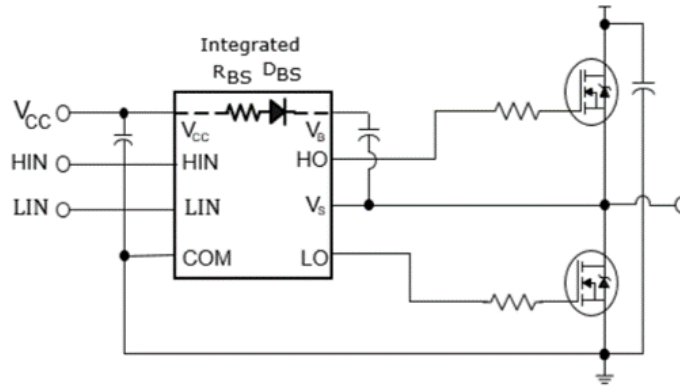 Integrated
RBS DBS
VCC
VCC
VB
HIN
HIN
HO
LIN
LIN
VS
COM
LO